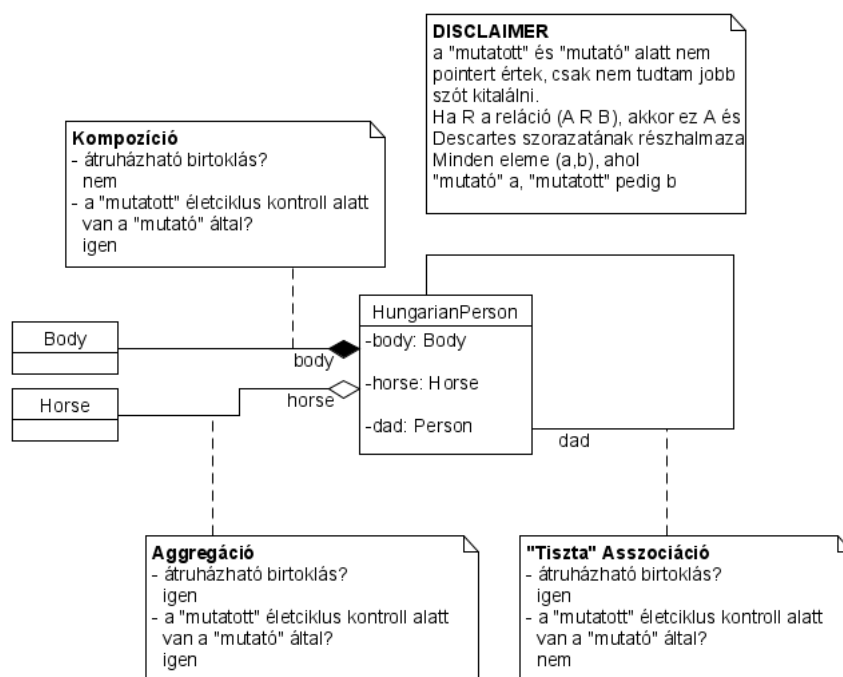 DISCLAIMER
a "mutatott" és "mutató" alatt nem
pointert értek, csak nem tudtam jobb
szót kitalálni.
Ha R a reláció (A R B), akkor ez A és
Descartes szorazatának részhalmaza
Minden eleme (a,b), ahol
"mutató" a, "mutatott" pedig b
Kompozíció
- átruházható birtoklás?
nem
- a "mutatott" életciklus kontroll alatt
van a "mutató" által?
igen
HungarianPerson
-body: Body
-horse: Horse
-dad: Person
Body
body
Horse
horse
dad
Aggregáció
- átruházható birtoklás?
igen
- a "mutatott" életciklus kontroll alatt
van a "mutató" által?
igen
"Tiszta" Asszociáció
- átruházható birtoklás?
igen
- a "mutatott" életciklus kontroll alatt
van a "mutató" által?
nem